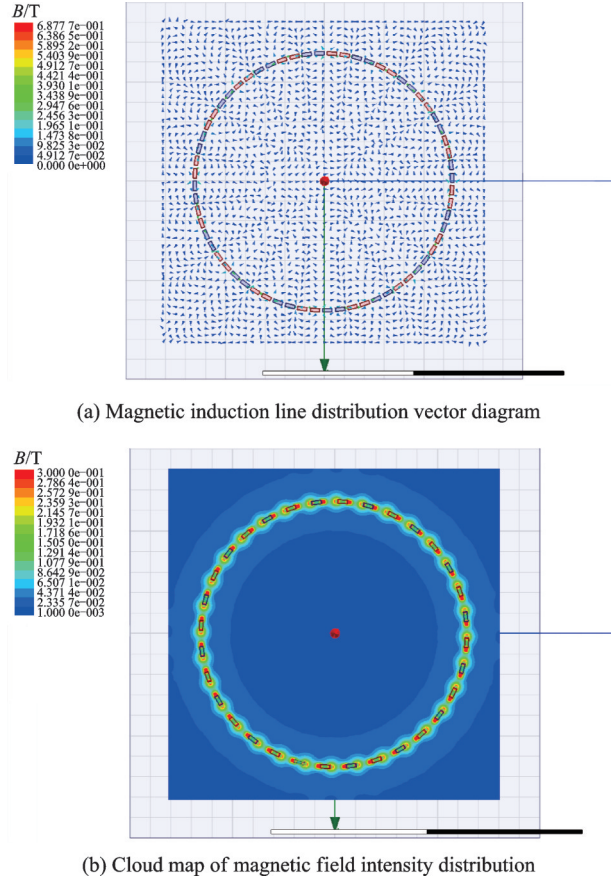 B/T
6.877 7e−001
6.386 5e−001
5.895 2e−001
5.403 9e−001
4.912 7e−001
4.421 4e−001
3.930 1e−001
3.438 9e−001
2.947 6e−001
2.456 3e−001
1.965 1e−001
1.473 8e−001
9.825 3e−002
4.912 7e−002
0.000 0e+000
(a) Magnetic induction line distribution vector diagram
B/T
3.000 0e−001
2.786 4e−001
2.572 9e−001
2.359 3e−001
2.145 7e−001
1.932 1e−001
1.718 6e−001
1.505 0e−001
1.291 4e−001
1.077 9e−001
8.642 9e−002
6.507 1e−002
4.371 4e−002
2.335 7e−002
1.000 0e−003
(b) Cloud map of magnetic field intensity distribution